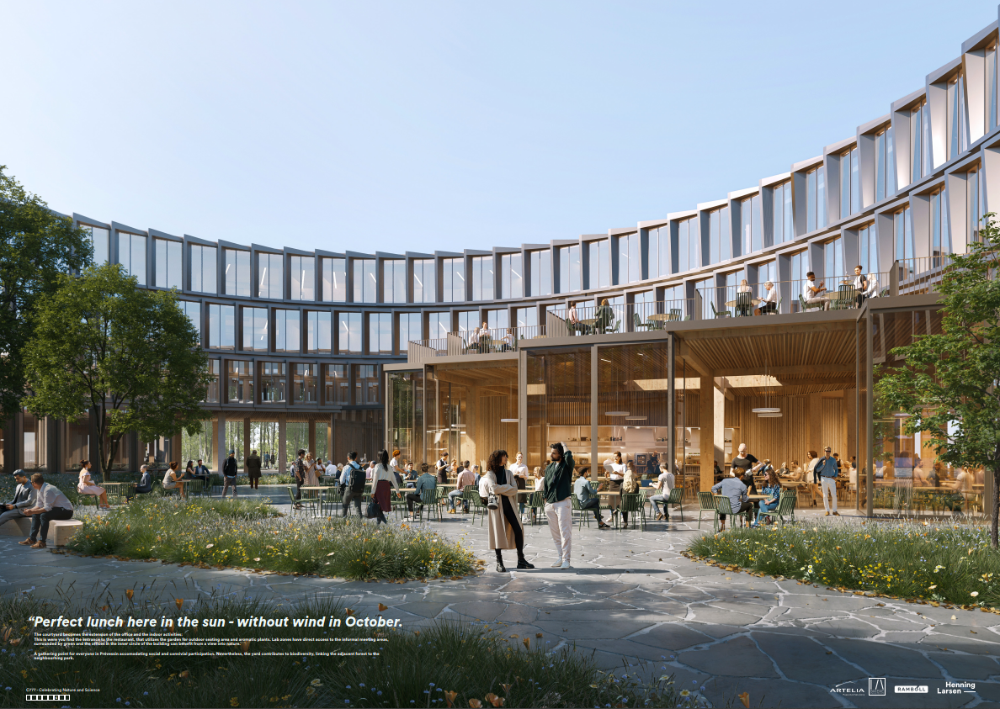 “Perfect lunch here in the sun - without wind in October.
The courtyard becomes the extension of the office and the indoor activities:
This is were you find the entrance to the restaurant, that utilizes the garden for outdoor seating area and aromatic plants. Lab zones have direct access to the informal meeting areas,
surrounded by green and the offices in the inner circle of the building can benefit from a view into nature.
A gathering point for everyone in Prévessin accomodating social and convivial participation. Nevertheless, the yard contributes to biodiversity, linking the adjacent forest to the
neighbouring park.
C777 - Celebrating Nature and Science
ARTELIA
RAMBOLL
Henning
Larsen